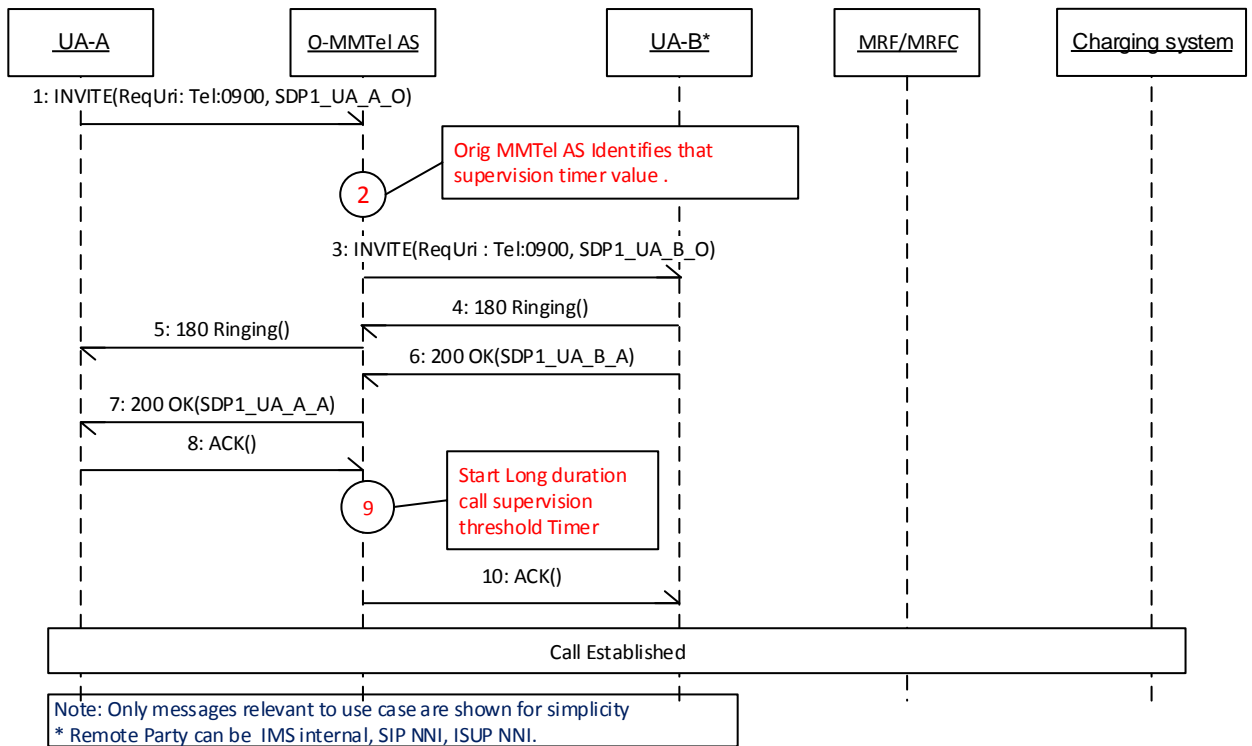 UA-A
O-MMTel AS
UA-B*
MRF/MRFC
Charging system
1: INVITE(ReqUri: Tel:0900, SDP1_UA_A_O)
Orig MMTel AS Identifies that
supervision timer value .
2
3: INVITE(ReqUri : Tel:0900, SDP1_UA_B_O)
4: 180 Ringing()
5: 180 Ringing()
6: 200 OK(SDP1_UA_B_A)
7: 200 OK(SDP1_UA_A_A)
8: ACK()
Start Long duration
call supervision
threshold Timer
9
10: ACK()
Call Established
Note: Only messages relevant to use case are shown for simplicity
* Remote Party can be IMS internal, SIP NNI, ISUP NNI.